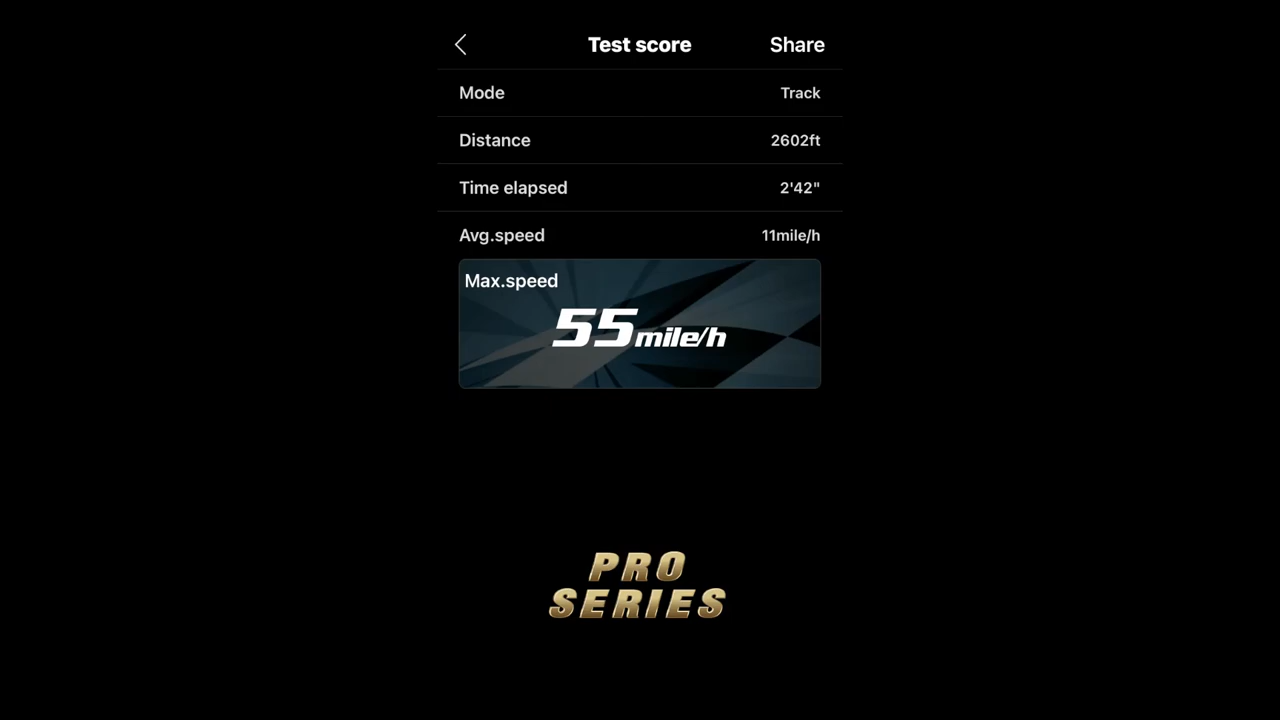 Test score
Share
Mode
Track
Distance
2602ft
Time elapsed
2'42"
Avg.speed
11mile/h
Max.speed
55mile/h
PRO
SERIES